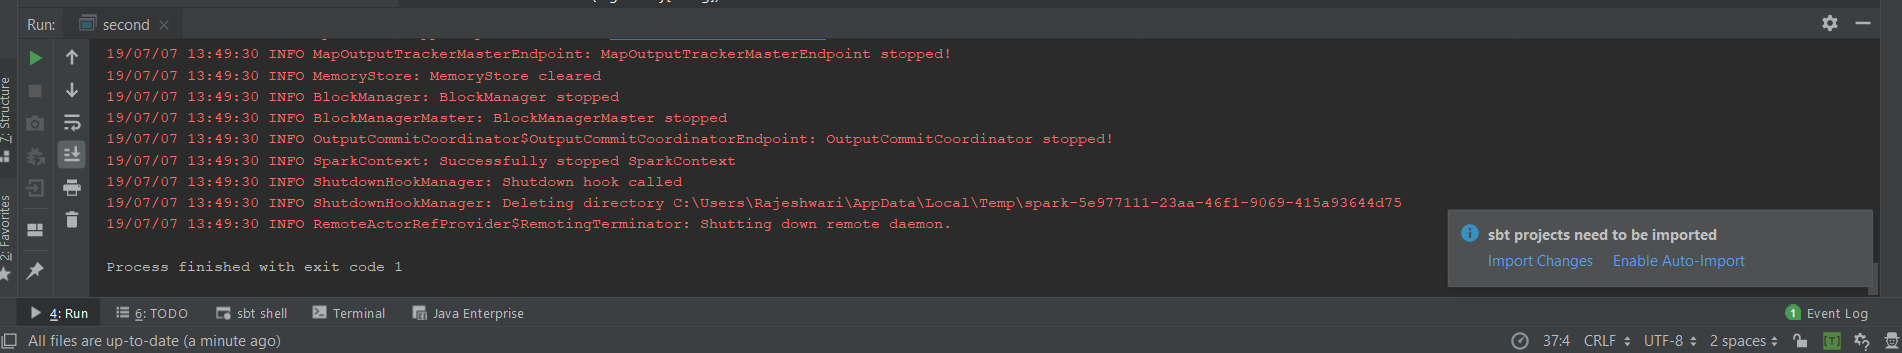 Run: second
19/07/07 13:49:30 INFO MapOutputTrackerMasterEndpoint: MapOutputTrackerMasterEndpoint stopped!
19/07/07 13:49:30 INFO MemoryStore: MemoryStore cleared
19/07/07 13:49:30 INFO BlockManager: BlockManager stopped
19/07/07 13:49:30 INFO BlockManagerMaster: BlockManagerMaster stopped
19/07/07 13:49:30 INFO OutputCommitCoordinator$OutputCommitCoordinatorEndpoint: OutputCommitCoordinator stopped!
19/07/07 13:49:30 INFO SparkContext: Successfully stopped SparkContext
19/07/07 13:49:30 INFO ShutdownHookManager: Shutdown hook called
19/07/07 13:49:30 INFO ShutdownHookManager: Deleting directory C:\Users\Rajeshwari\AppData\Local\Temp\spark-5e977111-23aa-46f1-9069-415a93644d75
19/07/07 13:49:30 INFO RemoteActorRefProvider$RemotingTerminator: Shutting down remote daemon.
Process finished with exit code 1
7: Structure
2: Favorites
sbt projects need to be imported
Import Changes Enable Auto-Import
4: Run 6: TODO sbt shell Terminal Java Enterprise 1 Event Log
All files are up-to-date (a minute ago) 37:4 CRLF UTF-8 2 spaces [T]